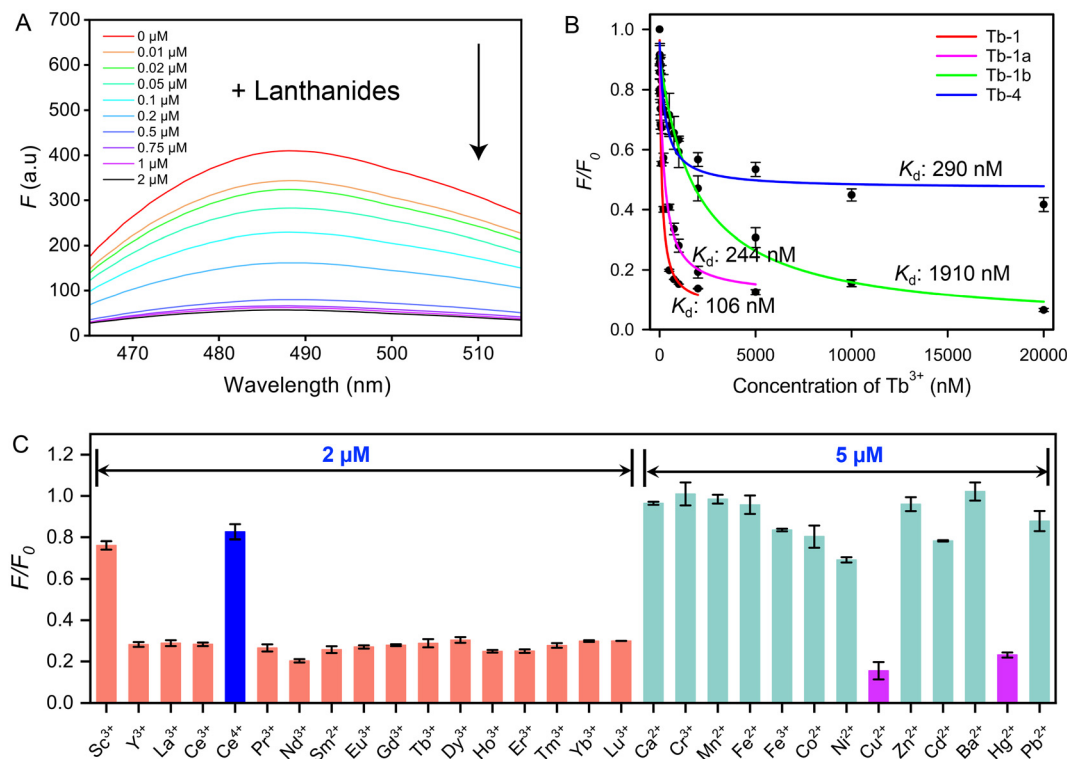 A
700
600
500
400
300
200
100
0
F (a.u)
0 µM
0.01 µM
0.02 µM
0.05 µM
0.1 µM
0.2 µM
0.5 µM
0.75 µM
1 µM
2 µM
+ Lanthanides
470 480 490 500 510
Wavelength (nm)
B
1.0
0.8
0.6
0.4
0.2
0.0
F/F0
Tb-1
Tb-1a
Tb-1b
Tb-4
Kd: 290 nM
Kd: 244 nM
Kd: 1910 nM
Kd: 106 nM
0 5000 10000 15000 20000
Concentration of Tb3+ (nM)
C
1.2
1.0
0.8
0.6
0.4
0.2
0.0
F/F0
2 µM
5 µM
Sc3+ Y3+ La3+ Ce3+ Ce4+ Pr3+ Nd3+ Sm2+ Eu3+ Gd3+ Tb3+ Dy3+ Ho3+ Er3+ Tm3+ Yb3+ Lu3+ Ca2+ Cr3+ Mn2+ Fe2+ Fe3+ Co2+ Ni2+ Cu2+ Zn2+ Cd2+ Ba2+ Hg2+ Pb2+